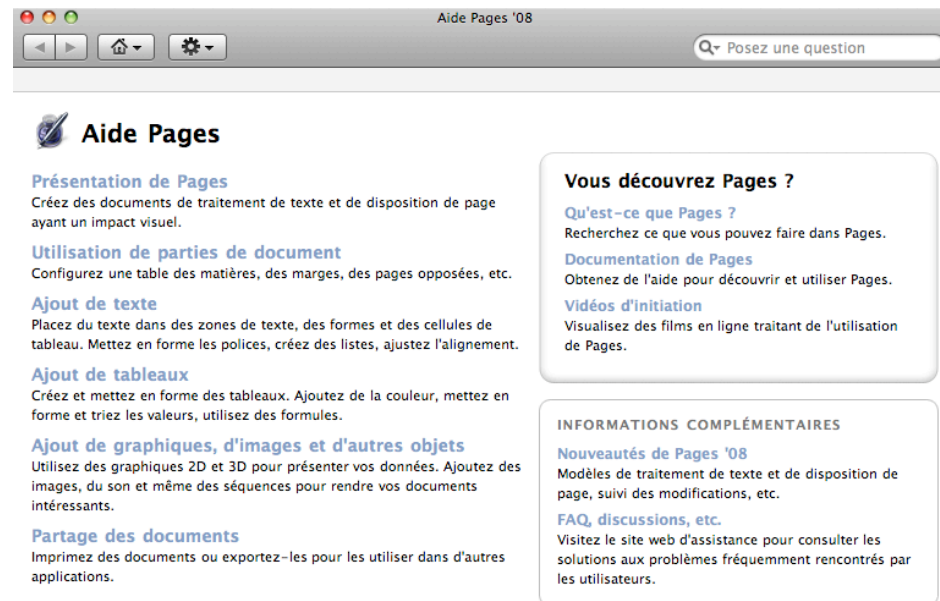 Aide Pages '08
Posez une question
Aide Pages
Présentation de Pages
Créez des documents de traitement de texte et de disposition de page
ayant un impact visuel.
Utilisation de parties de document
Configurez une table des matières, des marges, des pages opposées, etc.
Ajout de texte
Placez du texte dans des zones de texte, des formes et des cellules de
tableau. Mettez en forme les polices, créez des listes, ajustez l'alignement.
Ajout de tableaux
Créez et mettez en forme des tableaux. Ajoutez de la couleur, mettez en
forme et triez les valeurs, utilisez des formules.
Ajout de graphiques, d'images et d'autres objets
Utilisez des graphiques 2D et 3D pour présenter vos données. Ajoutez des
images, du son et même des séquences pour rendre vos documents
intéressants.
Partage des documents
Imprimez des documents ou exportez-les pour les utiliser dans d'autres
applications.
Vous découvrez Pages ?
Qu'est-ce que Pages ?
Recherchez ce que vous pouvez faire dans Pages.
Documentation de Pages
Obtenez de l'aide pour découvrir et utiliser Pages.
Vidéos d'initiation
Visualisez des films en ligne traitant de l'utilisation
de Pages.
INFORMATIONS COMPLÉMENTAIRES
Nouveautés de Pages '08
Modèles de traitement de texte et de disposition de
page, suivi des modifications, etc.
FAQ, discussions, etc.
Visitez le site web d'assistance pour consulter les
solutions aux problèmes fréquemment rencontrés par
les utilisateurs.